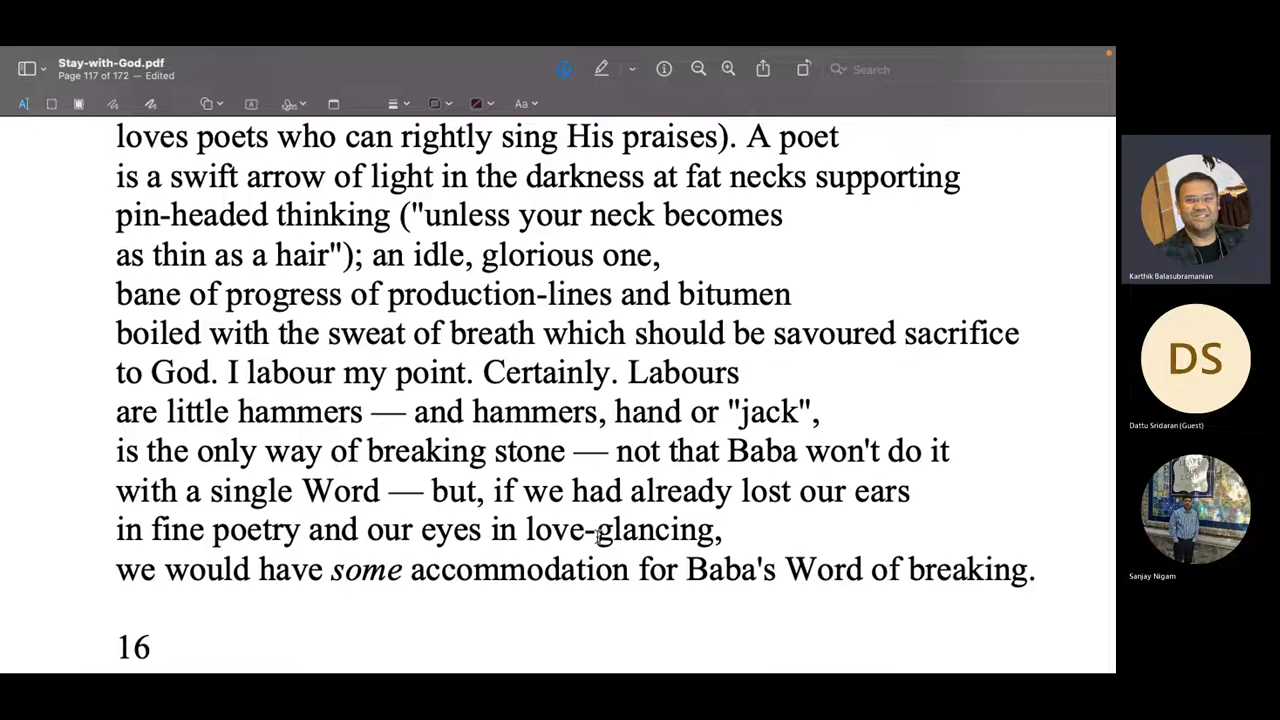 Stay-with-God.pdf
Page 117 of 172 — Edited
Search
Aa
loves poets who can rightly sing His praises). A poet
is a swift arrow of light in the darkness at fat necks supporting
pin-headed thinking ("unless your neck becomes
as thin as a hair"); an idle, glorious one,
bane of progress of production-lines and bitumen
boiled with the sweat of breath which should be savoured sacrifice
to God. I labour my point. Certainly. Labours
are little hammers — and hammers, hand or "jack",
is the only way of breaking stone — not that Baba won't do it
with a single Word — but, if we had already lost our ears
in fine poetry and our eyes in love-glancing,
we would have some accommodation for Baba's Word of breaking.
16
Karthik Balasubramanian
DS
Dattu Sridaran (Guest)
Sanjay Nigam